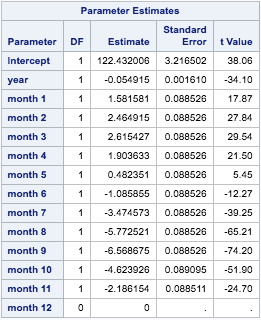 Parameter Estimates
Parameter DF Estimate Standard Error t Value
Intercept 1 122.432006 3.216502 38.06
year 1 -0.054915 0.001610 -34.10
month 1 1 1.581581 0.088526 17.87
month 2 1 2.464915 0.088526 27.84
month 3 1 2.615427 0.088526 29.54
month 4 1 1.903633 0.088526 21.50
month 5 1 0.482351 0.088526 5.45
month 6 1 -1.085855 0.088526 -12.27
month 7 1 -3.474573 0.088526 -39.25
month 8 1 -5.772521 0.088526 -65.21
month 9 1 -6.568675 0.088526 -74.20
month 10 1 -4.623926 0.089095 -51.90
month 11 1 -2.186154 0.088511 -24.70
month 12 0 0 . .